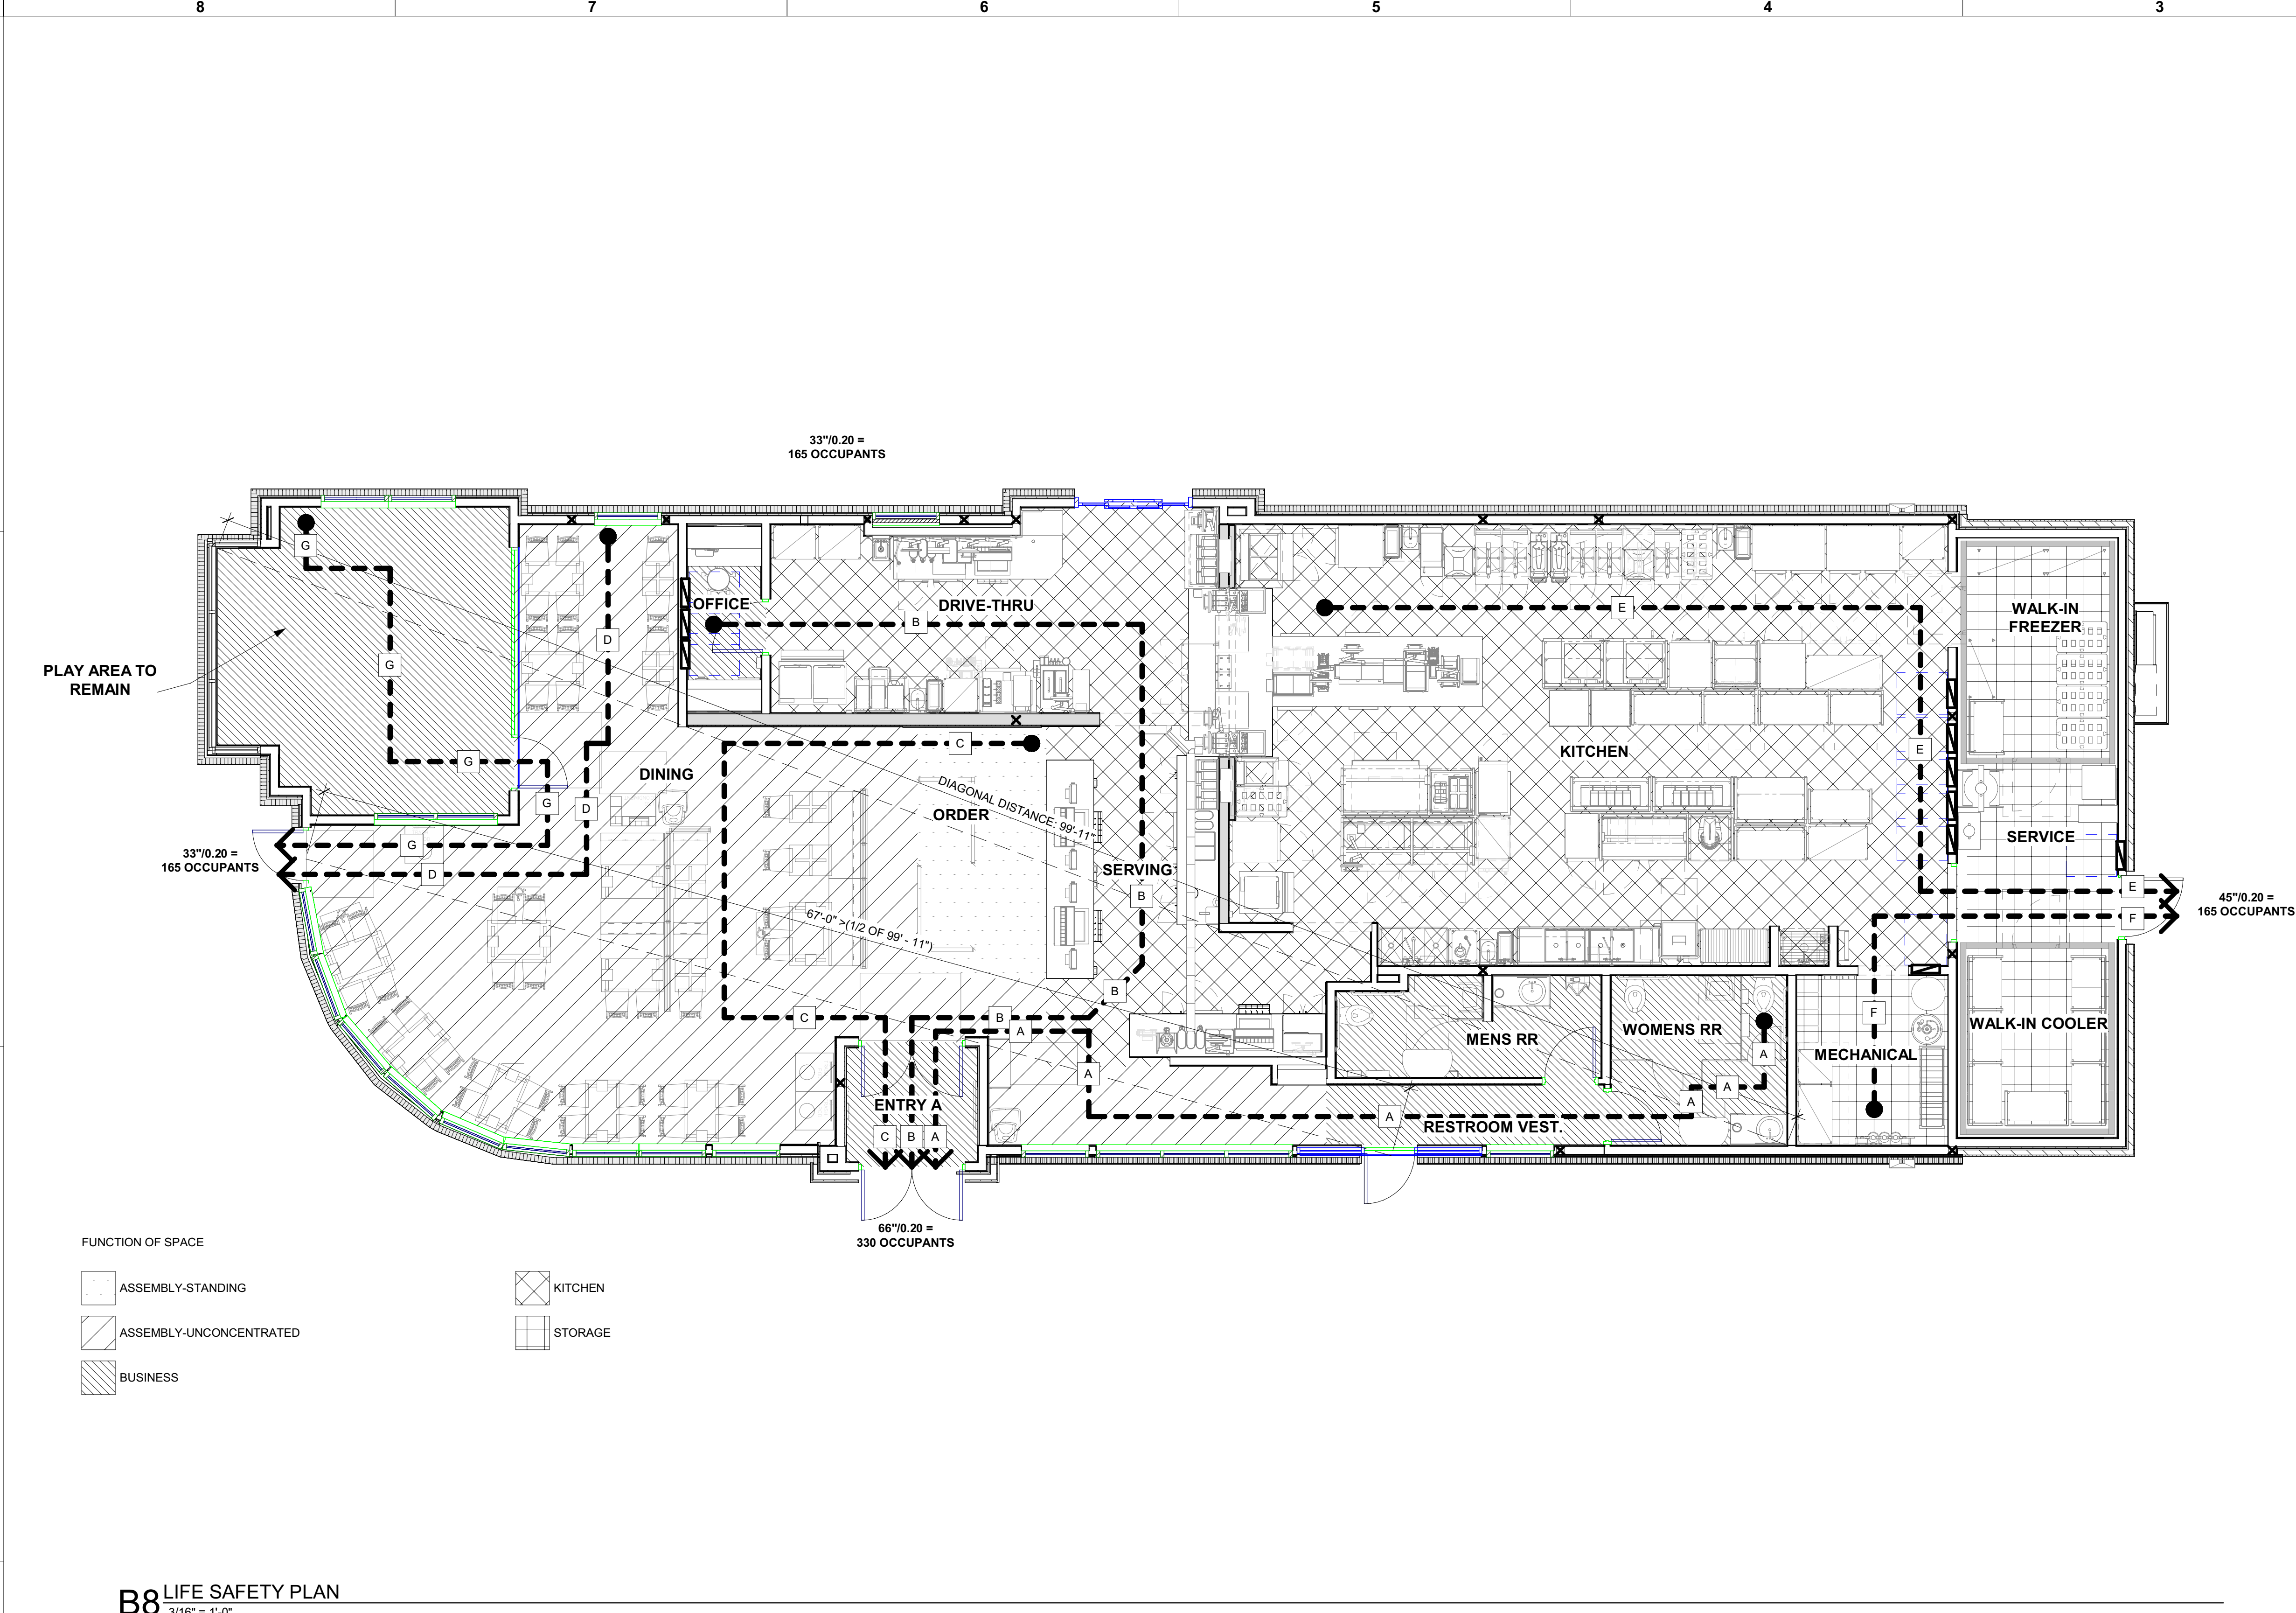 8 7 6 5 4 3
33"/0.20 =
165 OCCUPANTS
G
D
OFFICE
DRIVE-THRU
B
E
WALK-IN
FREEZER
PLAY AREA TO
REMAIN
D
G
C
E
KITCHEN
G
DINING
G
D
DIAGONAL DISTANCE: 99'-11"
ORDER
SERVICE
G
33"/0.20 =
165 OCCUPANTS
D
SERVING
B
E
45"/0.20 =
165 OCCUPANTS
F
67'-0" >(1/2 OF 99' - 11")
B
C
B
A
F
WALK-IN COOLER
MENS RR
WOMENS RR
MECHANICAL
A
A
A
A
ENTRY A
A
RESTROOM VEST.
C
B
A
66"/0.20 =
330 OCCUPANTS
FUNCTION OF SPACE
ASSEMBLY-STANDING
KITCHEN
ASSEMBLY-UNCONCENTRATED
STORAGE
BUSINESS
B8
LIFE SAFETY PLAN
3/16" = 1'-0"